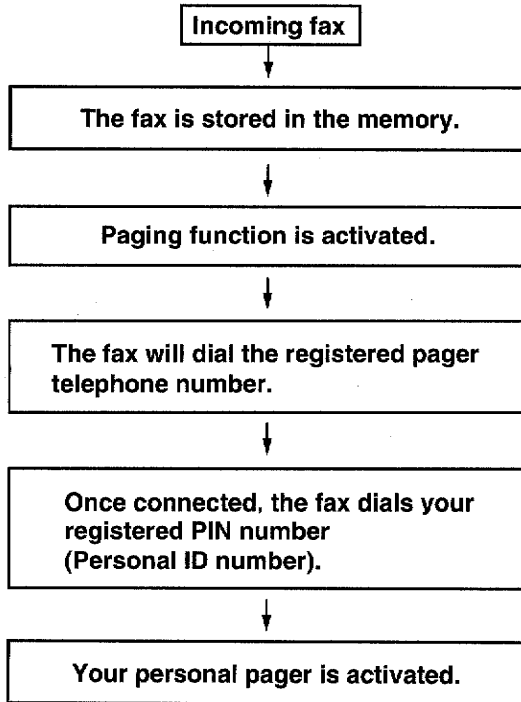 Incoming fax
The fax is stored in the memory.
Paging function is activated.
The fax will dial the registered pager
telephone number.
Once connected, the fax dials your
registered PIN number
(Personal ID number).
Your personal pager is activated.